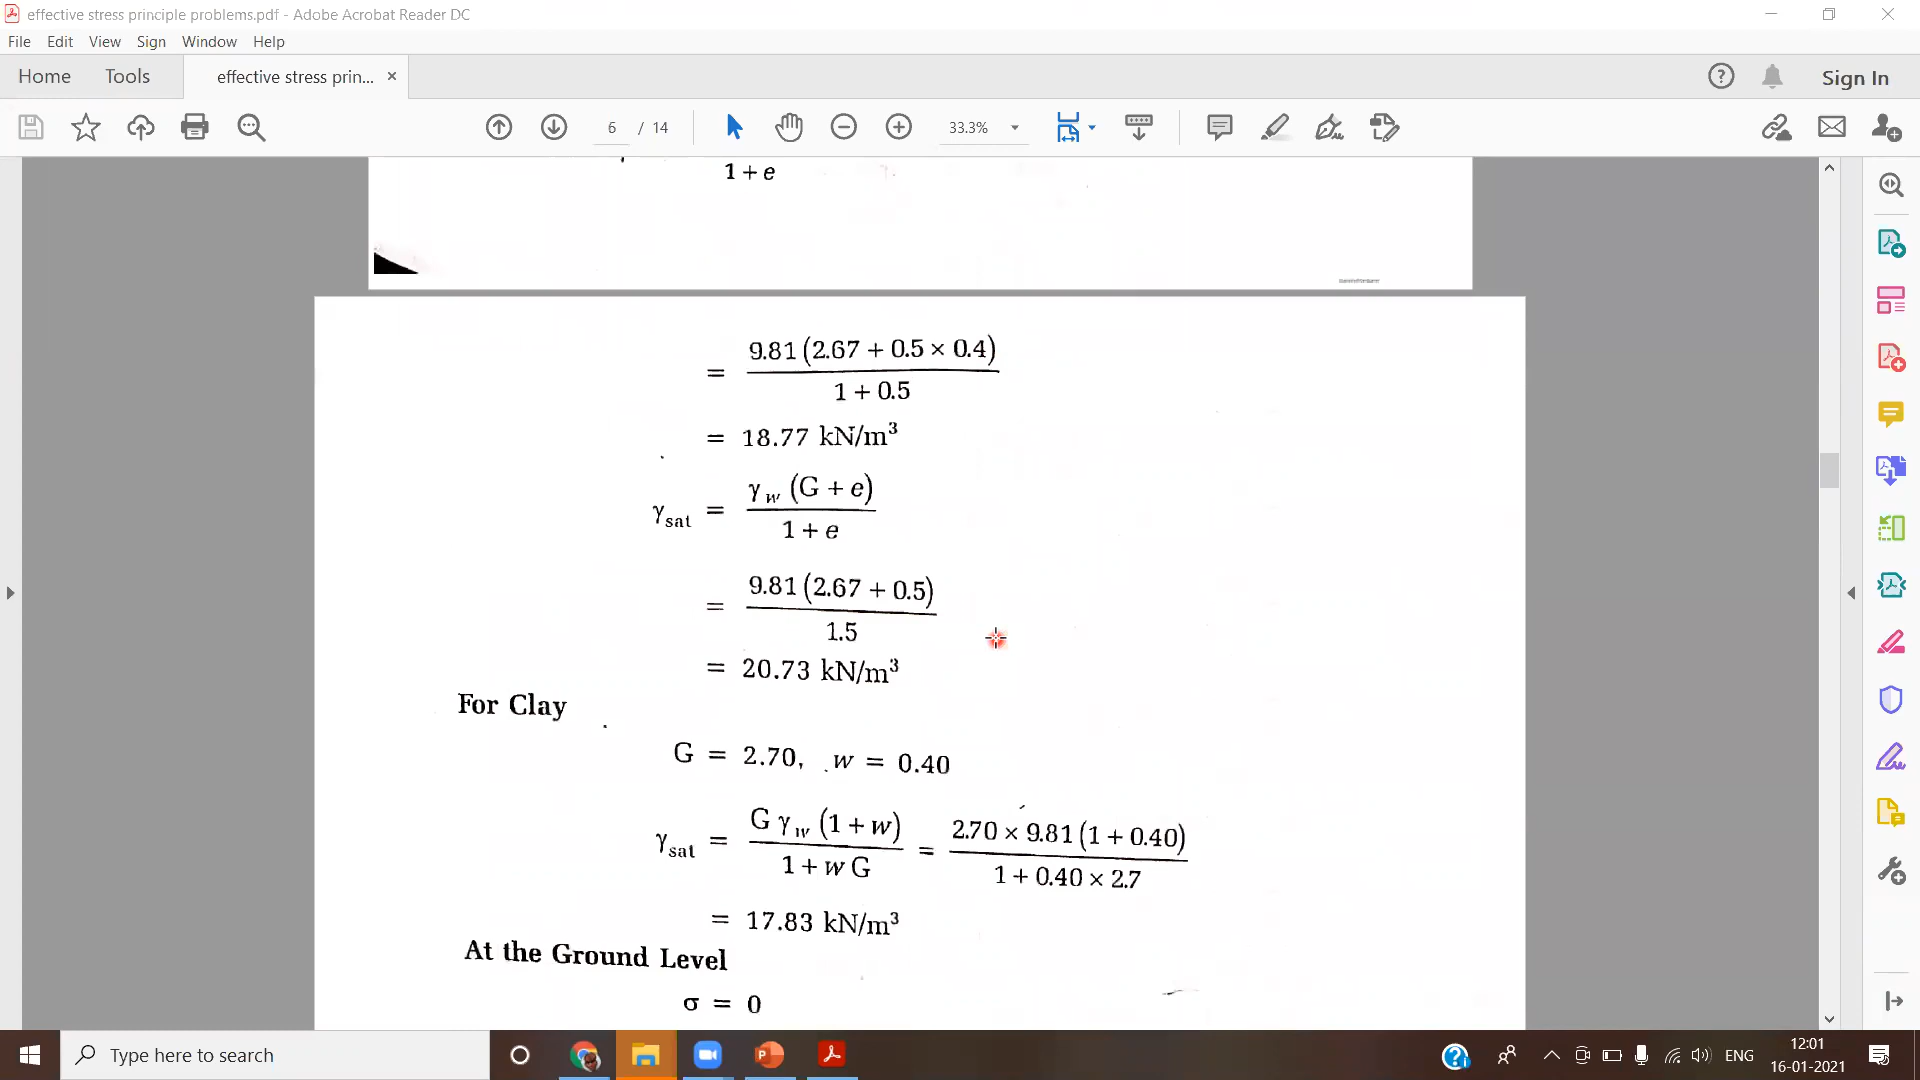 effective stress principle problems.pdf - Adobe Acrobat Reader DC
File Edit View Sign Window Help
Home Tools effective stress prin... × Sign In
6 / 14 33.3%
1 + e
= 9.81 (2.67 + 0.5 × 0.4) / 1 + 0.5
= 18.77 kN/m³
γsat = γw (G + e) / 1 + e
= 9.81 (2.67 + 0.5) / 1.5
= 20.73 kN/m³
For Clay
G = 2.70, w = 0.40
γsat = G γw (1 + w) / 1 + w G = 2.70 × 9.81 (1 + 0.40) / 1 + 0.40 × 2.7
= 17.83 kN/m³
At the Ground Level
σ = 0
Type here to search
ENG
12:01
16-01-2021